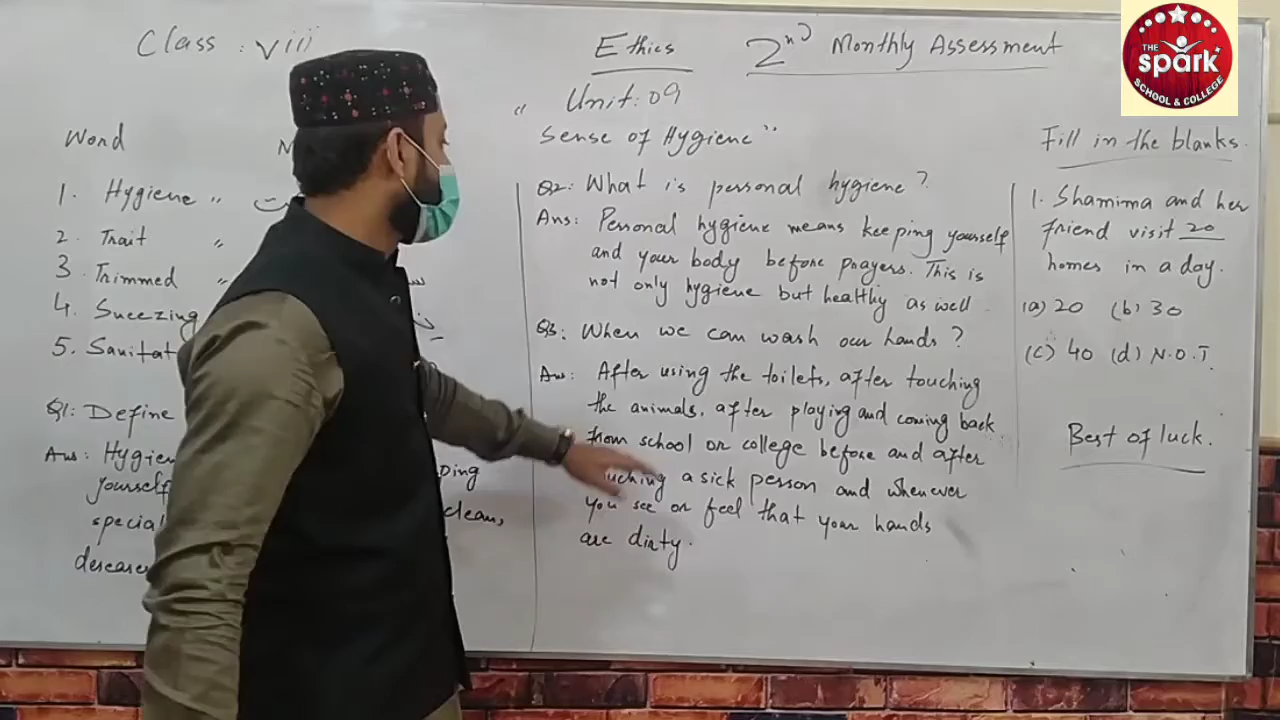 Class : viii
Ethics
2nd Monthly Assessment
Unit: 09
"Sense of Hygiene"
Word
1. Hygiene "
2. Trait "
3 Trimmed "
4. Sneezing
5. Sanitat
Q1: Define
Ans: Hygien
yourself
special clean,
Q2: What is personal hygiene?
Ans: Personal hygiene means keeping yourself
and your body before prayers. This is
not only hygiene but healthy as well
Q3: When we can wash our hands?
Ans: After using the toilets, after touching
the animals, after playing and coming back
from school or college before and after
a sick person and whenever
you see or feel that your hands
are dirty.
Fill in the blanks.
1. Shamima and her
friend visit 20
homes in a day.
(a) 20 (b) 30
(c) 40 (d) N.O.T.
Best of luck.
THE
spark
SCHOOL & COLLEGE